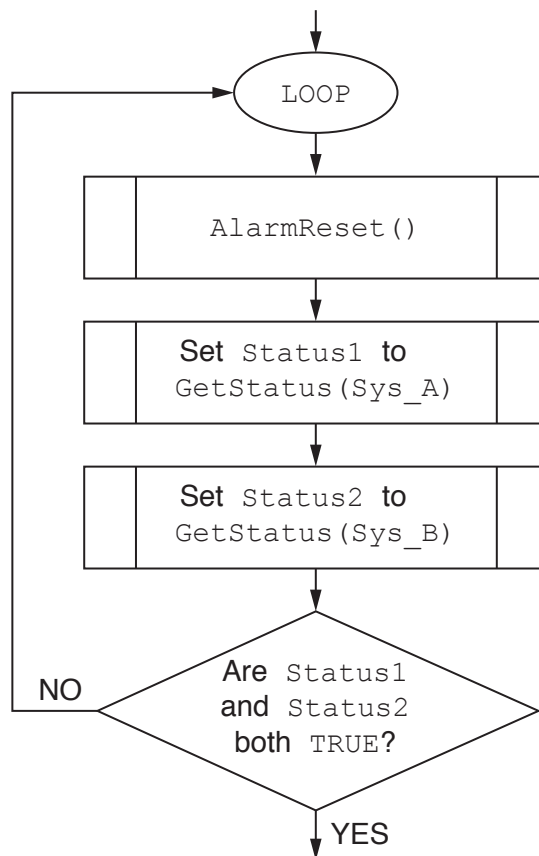 LOOP
AlarmReset()
Set Status1 to
GetStatus(Sys_A)
Set Status2 to
GetStatus(Sys_B)
Are Status1
and Status2
both TRUE?
NO
YES